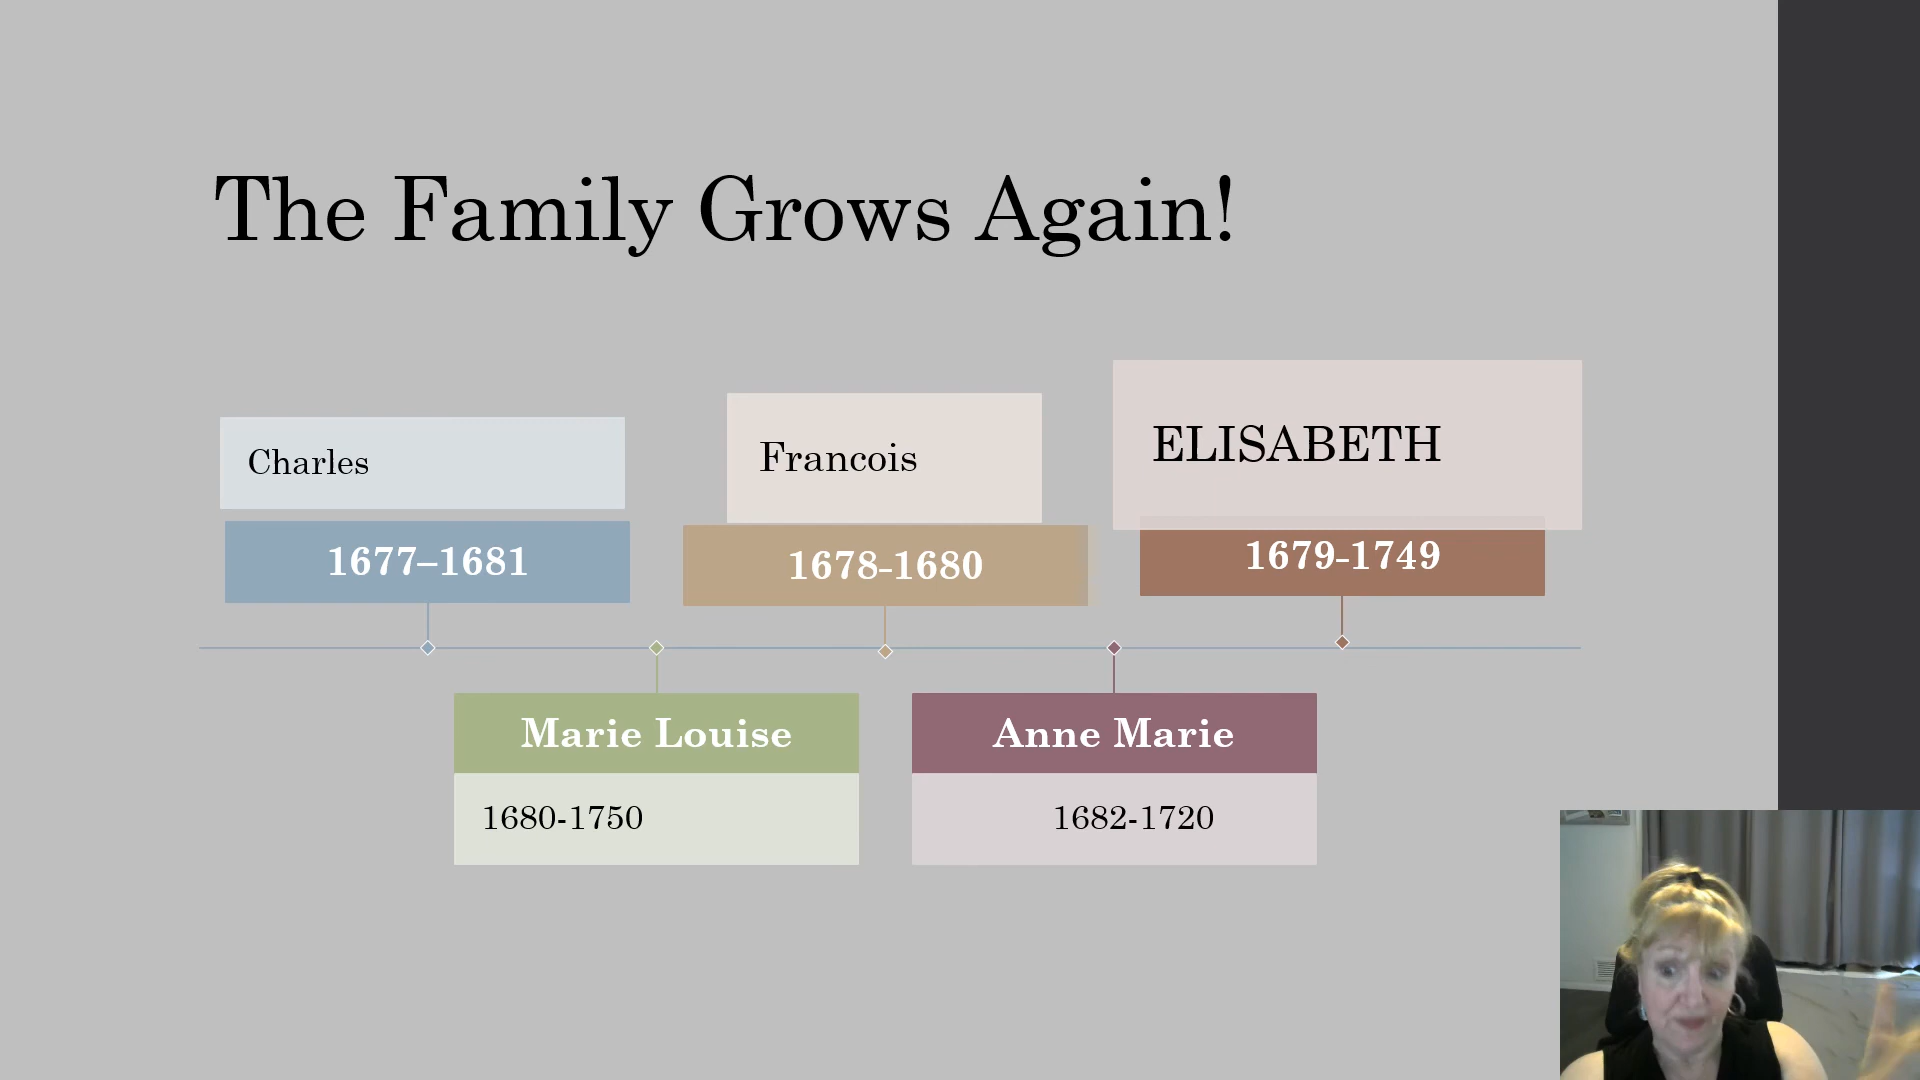 The Family Grows Again!
Charles
1677–1681
Francois
1678-1680
ELISABETH
1679-1749
Marie Louise
1680-1750
Anne Marie
1682-1720